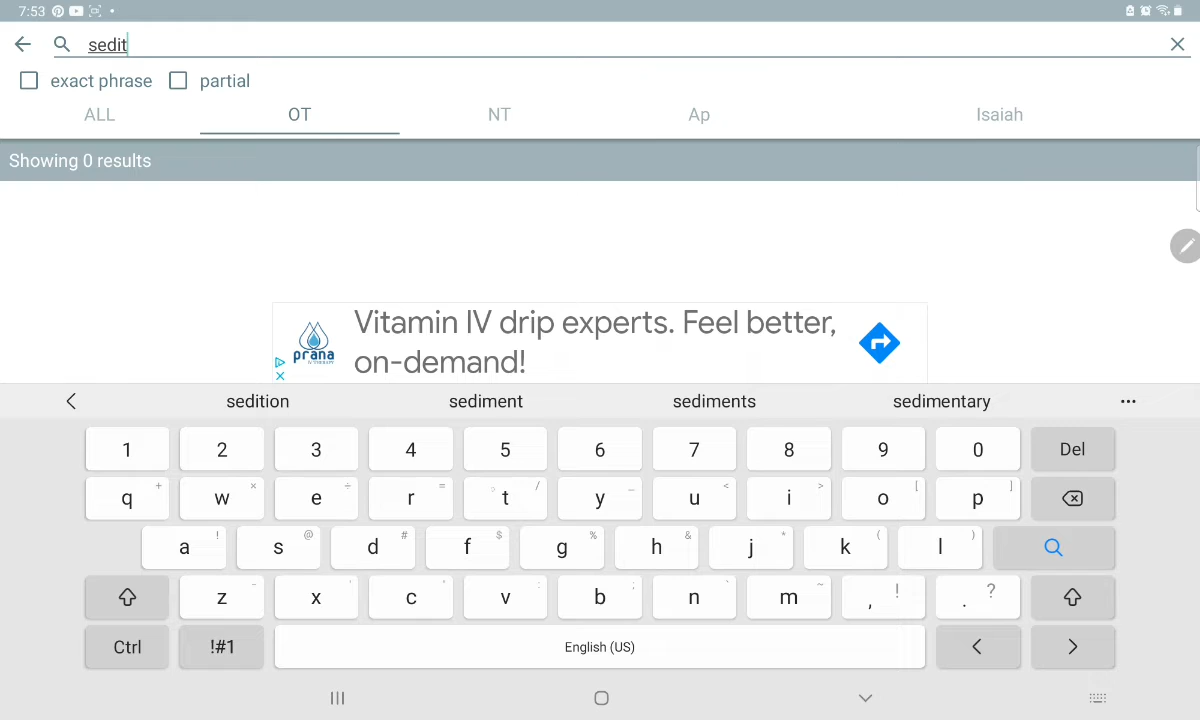 7:53
sedit
exact phrase partial
ALL OT NT Ap Isaiah
Showing 0 results
Vitamin IV drip experts. Feel better,
on-demand!
prana
IV THERAPY
sedition sediment sediments sedimentary
1 2 3 4 5 6 7 8 9 0 Del
q + w × e ÷ r = t / y _ u < i > o [ p ]
a ! s @ d # f $ g % h & j * k ( l )
z - x ' c " v : b ; n ` m ~ , ! . ?
Ctrl !#1 English (US) < >